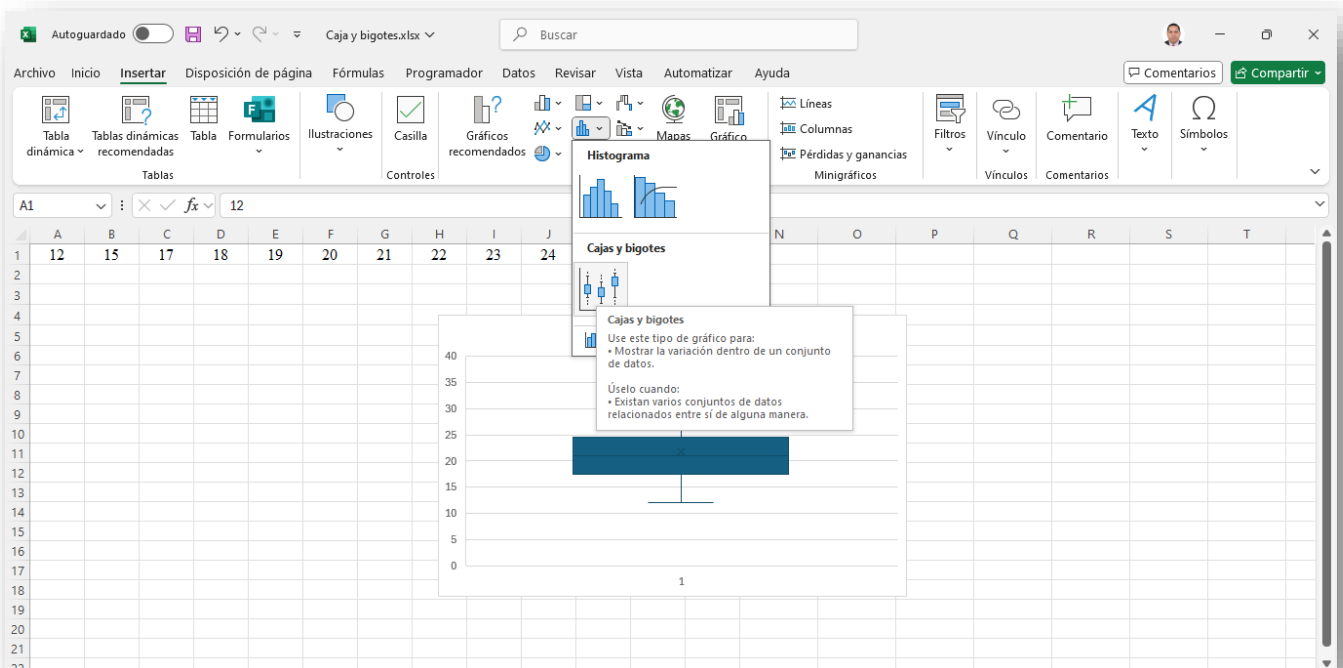 Autoguardado
Caja y bigotes.xlsx
Buscar
Archivo Inicio Insertar Disposición de página Fórmulas Programador Datos Revisar Vista Automatizar Ayuda
Comentarios
Compartir
Tabla dinámica
Tablas dinámicas recomendadas
Tabla
Formularios
Tablas
Ilustraciones
Casilla
Controles
Gráficos recomendados
Mapas
Gráfico
Líneas
Columnas
Pérdidas y ganancias
Minigráficos
Filtros
Vínculo
Vínculos
Comentario
Comentarios
Texto
Símbolos
Histograma
Cajas y bigotes
A1
fx
12
A B C D E F G H I J N O P Q R S T
1 12 15 17 18 19 20 21 22 23 24
2
3
4
5
6
7
8
9
10
11
12
13
14
15
16
17
18
19
20
21
22
Cajas y bigotes
Use este tipo de gráfico para:
• Mostrar la variación dentro de un conjunto
de datos.
Úselo cuando:
• Existan varios conjuntos de datos
relacionados entre sí de alguna manera.
40
35
30
25
20
15
10
5
0
1